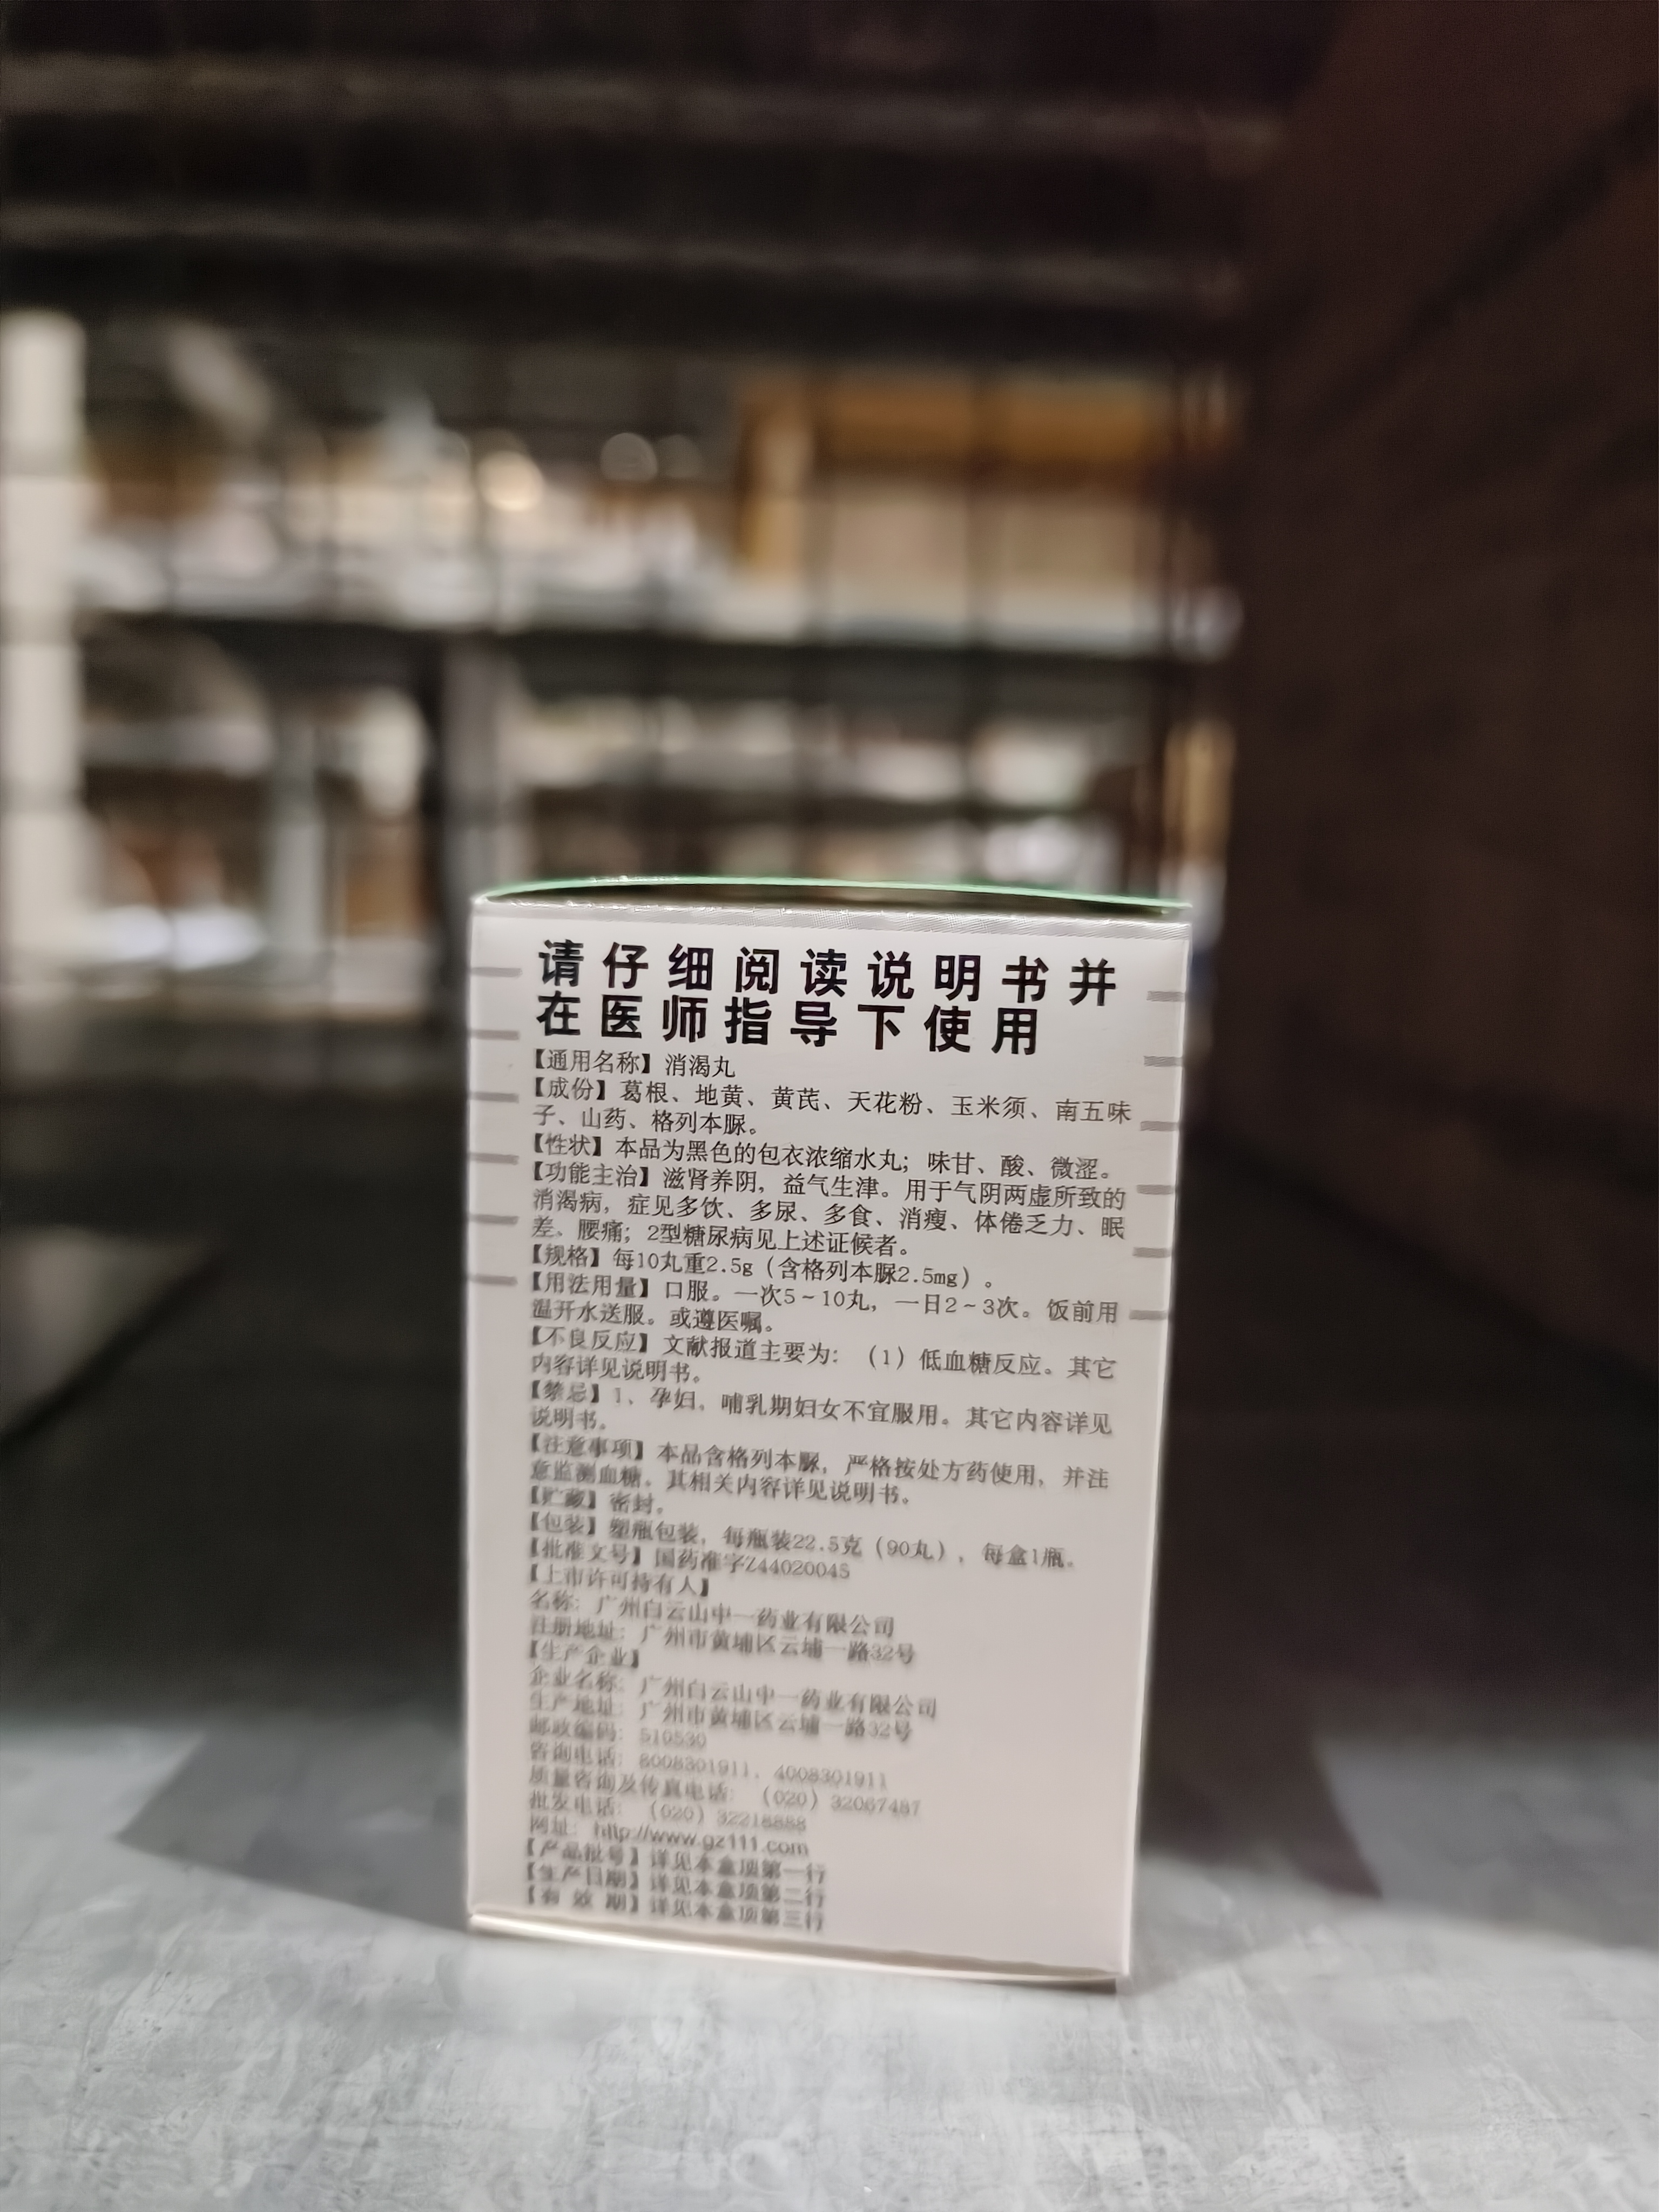 请仔细阅读说明书并
在医师指导下使用
【通用名称】消渴丸
【成份】葛根、地黄、黄芪、天花粉、玉米须、南五味
子、山药、格列本脲。
【性状】本品为黑色的包衣浓缩水丸；味甘、酸、微涩。
【功能主治】滋肾养阴，益气生津。用于气阴两虚所致的
消渴病，症见多饮、多尿、多食、消瘦、体倦乏力、眠
差、腰痛；2型糖尿病见上述证候者。
【规格】每10丸重2.5g（含格列本脲2.5mg）。
【用法用量】口服。一次5~10丸，一日2~3次。饭前用
温开水送服。或遵医嘱。
【不良反应】文献报道主要为：（1）低血糖反应。其它
内容详见说明书。
【禁忌】1、孕妇，哺乳期妇女不宜服用。其它内容详见
说明书。
【注意事项】本品含格列本脲，严格按处方药使用，并注
意监测血糖。其相关内容详见说明书。
【贮藏】密封。
【包装】塑瓶包装，每瓶装22.5克（90丸），每盒1瓶。
【批准文号】国药准字Z44020045
【上市许可持有人】
名称：广州白云山中一药业有限公司
注册地址：广州市黄埔区云埔一路32号
【生产企业】
企业名称：广州白云山中一药业有限公司
生产地址：广州市黄埔区云埔一路32号
邮政编码：510530
咨询电话：8008301911、4008301911
质量咨询及传真电话：（020）32067487
批发电话：（020）32218888
网址：http://www.gz111.com
【产品批号】详见本盒顶第一行
【生产日期】详见本盒顶第二行
【有 效 期】详见本盒顶第三行